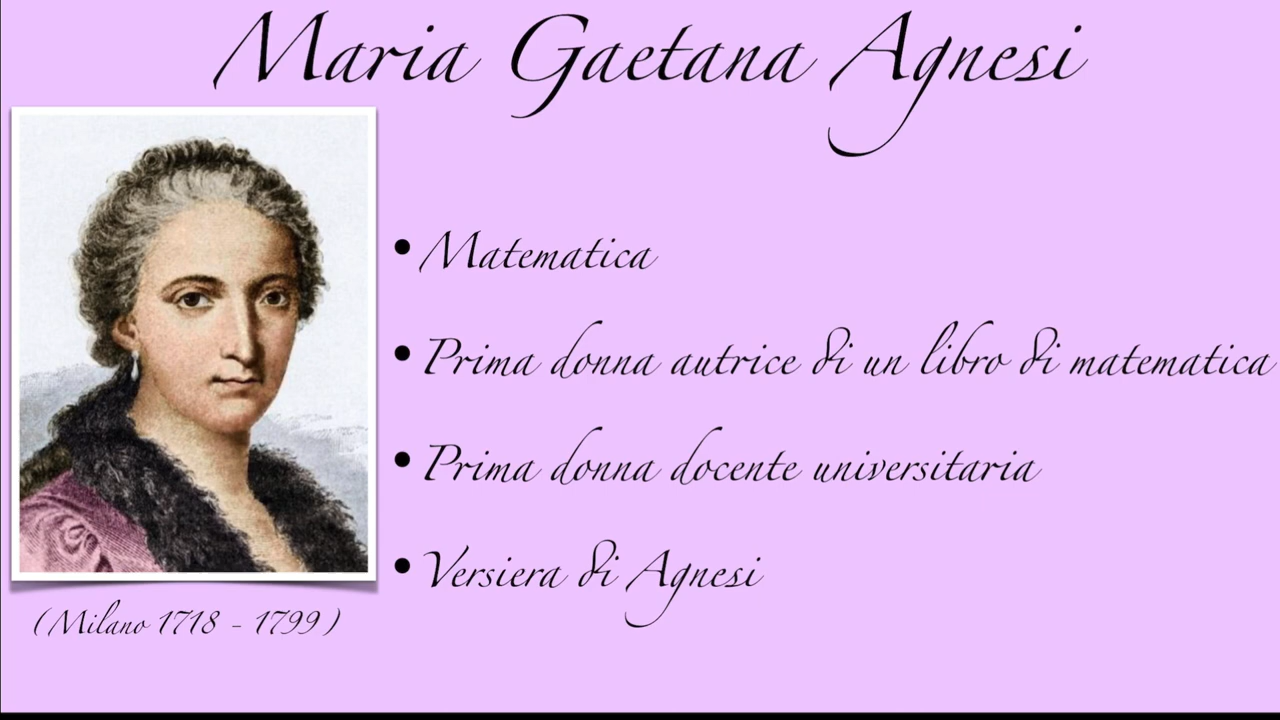 Maria Gaetana Agnesi
• Matematica
• Prima donna autrice di un libro di matematica
• Prima donna docente universitaria
• Versiera di Agnesi
(Milano 1718 - 1799)